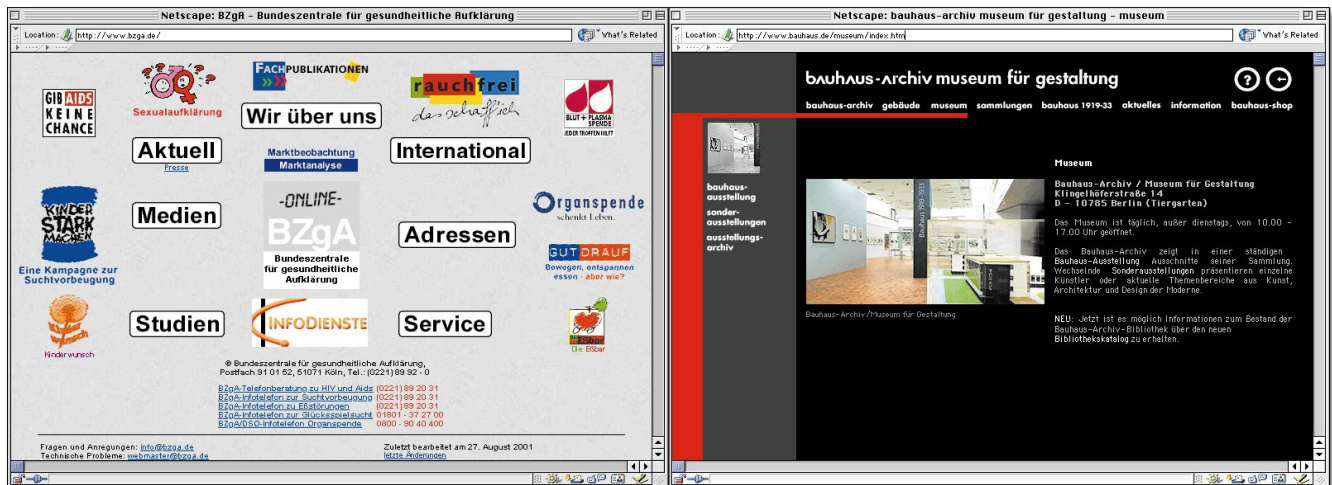 Netscape: BZgA - Bundeszentrale für gesundheitliche Aufklärung
Location: http://www.bzga.de/
What's Related
GIB AIDS
KEINE
CHANCE
Sexualaufklärung
FACHPUBLIKATIONEN
Wir über uns
rauchfrei
das schaff' ich
BLUT + PLASMA
SPENDE
JEDER TROPFEN HILFT
Aktuell
Presse
Marktbeobachtung
Marktanalyse
International
KINDER
STARK
MACHEN
Eine Kampagne zur
Suchtvorbeugung
Medien
-ONLINE-
BZgA
Bundeszentrale
für gesundheitliche
Aufklärung
Adressen
Organspende
schenkt Leben.
GUT DRAUF
Bewegen, entspannen
essen - aber wie?
Kinderwunsch
Studien
INFODIENSTE
Service
Die Eßbar
© Bundeszentrale für gesundheitliche Aufklärung,
Postfach 91 01 52, 51071 Köln, Tel.: (0221) 89 92 - 0
BZgA-Telefonberatung zu HIV und Aids (0221) 89 20 31
BZgA-Infotelefon zur Suchtvorbeugung (0221) 89 20 31
BZgA-Infotelefon zu Eßstörungen (0221) 89 20 31
BZgA-Infotelefon zur Glücksspielsucht 01801 - 37 27 00
BZgA/DSO-Infotelefon Organspende 0800 - 90 40 400
Fragen und Anregungen: info@bzga.de
Technische Probleme: webmaster@bzga.de
Zuletzt bearbeitet am 27. August 2001
letzte Änderungen
Netscape: bauhaus-archiv museum für gestaltung - museum
Location: http://www.bauhaus.de/museum/index.htm
What's Related
bauhaus-archiv museum für gestaltung
bauhaus-archiv gebäude museum sammlungen bauhaus 1919-33 aktuelles information bauhaus-shop
bauhaus-
ausstellung
sonder-
ausstellungen
ausstellungs-
archiv
Bauhaus 1919-1933
Bauhaus-Archiv/Museum für Gestaltung
Museum
Bauhaus-Archiv / Museum für Gestaltung
Klingelhöferstraße 14
D - 10785 Berlin (Tiergarten)
Das Museum ist täglich, außer dienstags, von 10.00 -
17.00 Uhr geöffnet.
Das Bauhaus-Archiv zeigt in einer ständigen
Bauhaus-Ausstellung Ausschnitte seiner Sammlung.
Wechselnde Sonderausstellungen präsentieren einzelne
Künstler oder aktuelle Themenbereiche aus Kunst,
Architektur und Design der Moderne.
NEU: Jetzt ist es möglich Informationen zum Bestand der
Bauhaus-Archiv-Bibliothek über den neuen
Bibliothekskatalog zu erhalten.